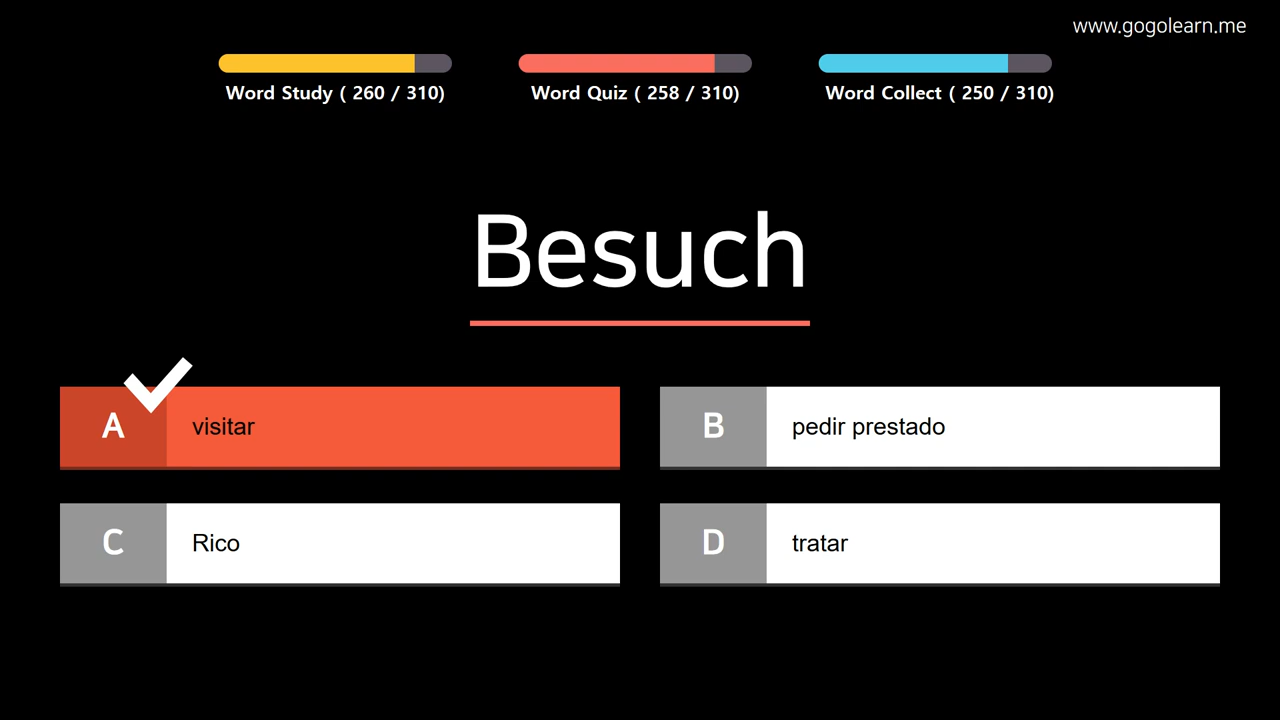 www.gogolearn.me
Word Study ( 260 / 310)
Word Quiz ( 258 / 310)
Word Collect ( 250 / 310)
Besuch
A
visitar
B
pedir prestado
C
Rico
D
tratar